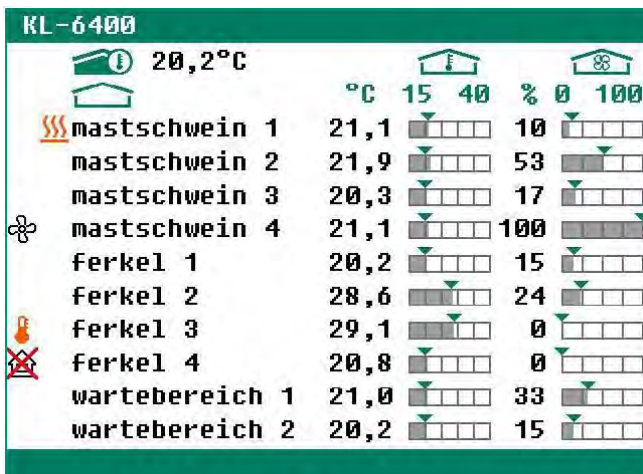 KL-6400
20,2°C
°C 15 40 % 0 100
mastschwein 1 21,1 10
mastschwein 2 21,9 53
mastschwein 3 20,3 17
mastschwein 4 21,1 100
ferkel 1 20,2 15
ferkel 2 28,6 24
ferkel 3 29,1 0
ferkel 4 20,8 0
wartebereich 1 21,0 33
wartebereich 2 20,2 15